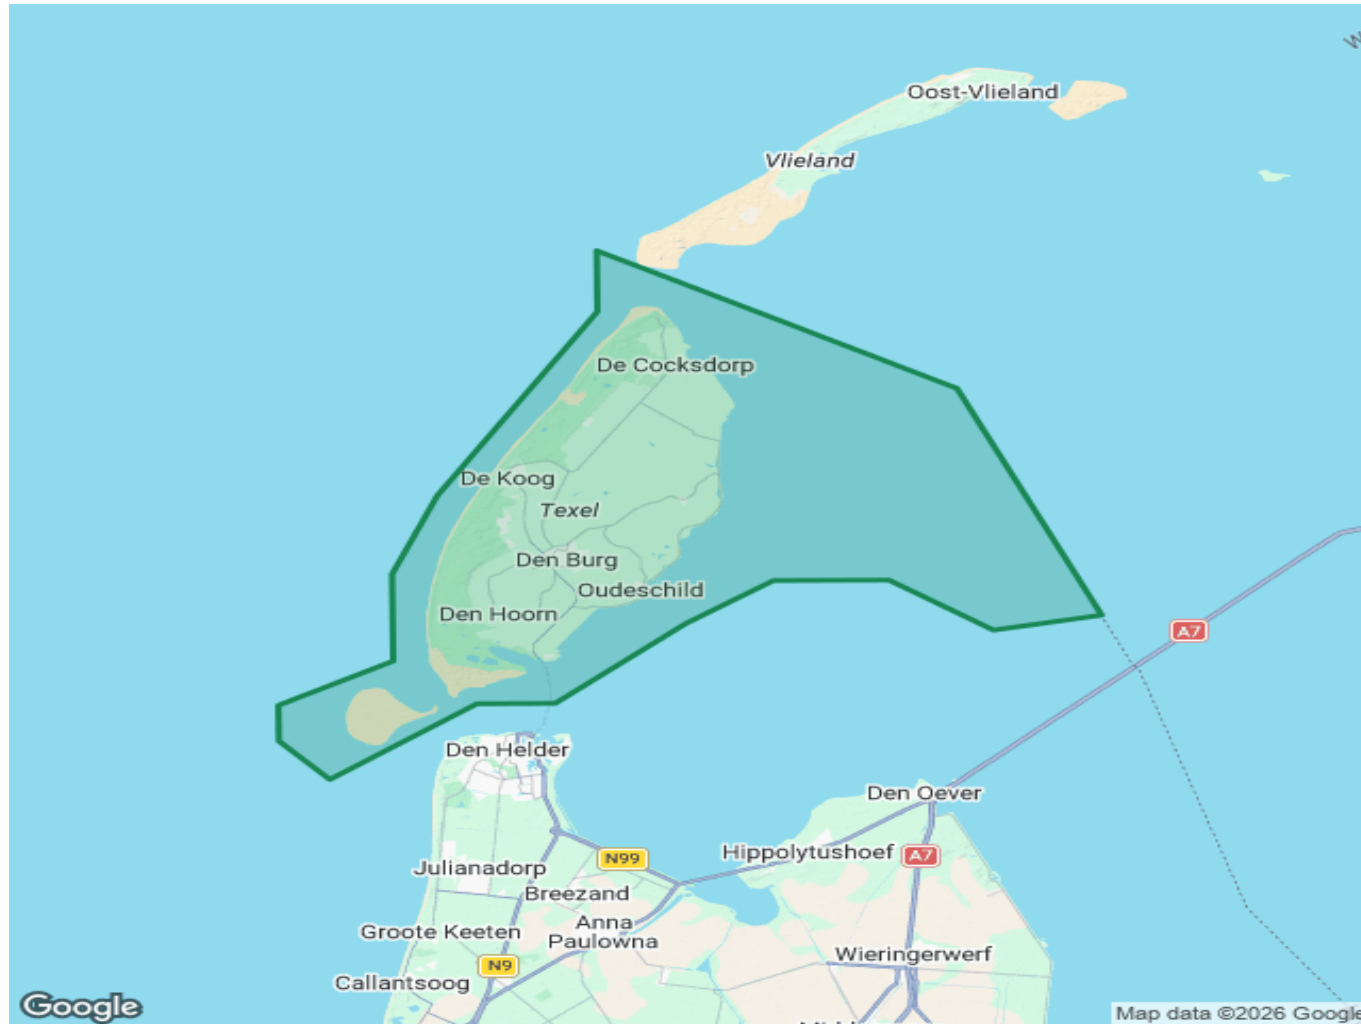 Oost-Vlieland
Vlieland
De Cocksdorp
De Koog
Texel
Den Burg
Oudeschild
Den Hoorn
A7
Den Helder
Den Oever
Hippolytushoef
A7
N99
Julianadorp
Breezand
Anna
Paulowna
Groote Keeten
Wieringerwerf
N9
Callantsoog
Google
Map data ©2026 Google